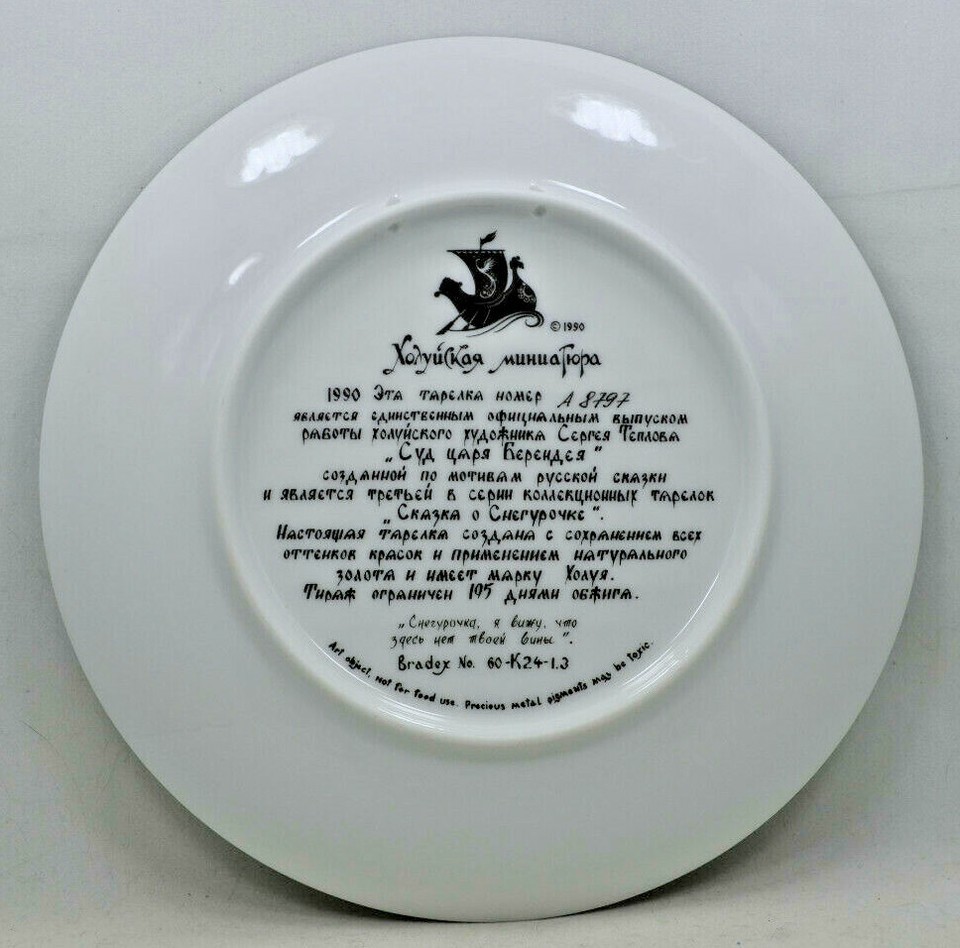 © 1990
Холуйская миниатюра
1990 Эта тарелка номер A 8797
является единственным официальным выпуском
работы холуйского художника Сергея Теплова
„Суд царя Берендея“
созданной по мотивам русской сказки
и является третьей в серии коллекционных тарелок
„Сказка о Снегурочке“.
Настоящая тарелка создана с сохранением всех
оттенков красок и применением натурального
золота и имеет марку Холуя.
Тираж ограничен 195 днями обжига.
„Снегурочка, я вижу, что
здесь нет твоей вины“.
Bradex No. 60-K24-1.3
Art object, not for food use. Precious metal pigments may be toxic.